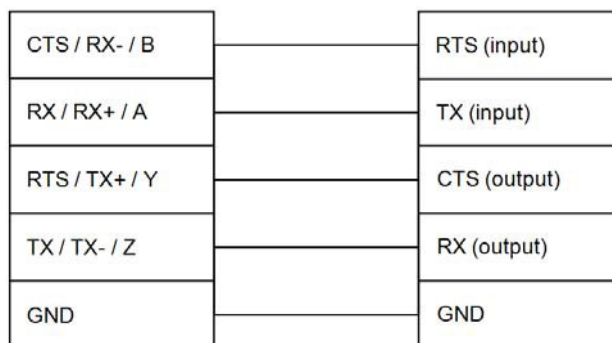 CTS / RX- / B
RTS (input)
RX / RX+ / A
TX (input)
RTS / TX+ / Y
CTS (output)
TX / TX- / Z
RX (output)
GND
GND